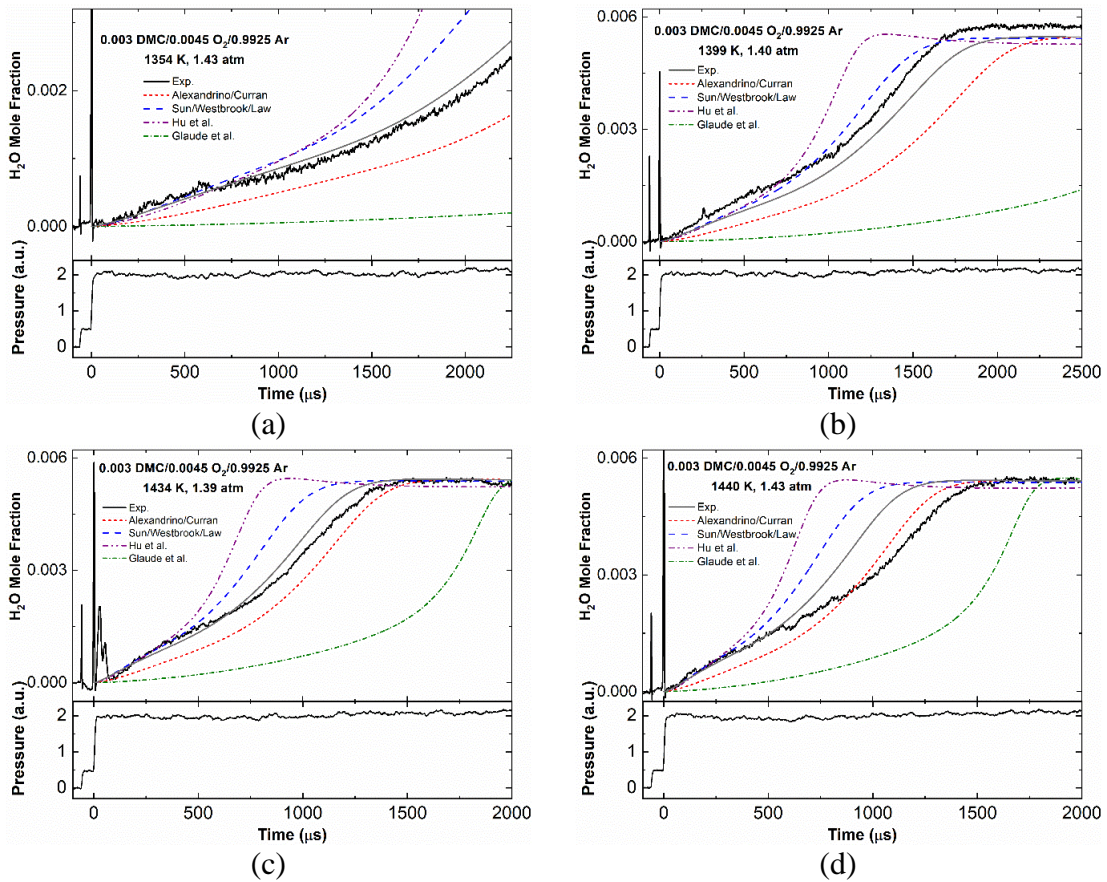 0.003 DMC/0.0045 O₂/0.9925 Ar
1354 K, 1.43 atm
Exp.
Alexandrino/Curran
Sun/Westbrook/Law
Hu et al.
Glaude et al.
H₂O Mole Fraction
0.002
0.000
Pressure (a.u.)
2
1
0
0 500 1000 1500 2000
Time (μs)
(a)
0.003 DMC/0.0045 O₂/0.9925 Ar
1399 K, 1.40 atm
Exp.
Alexandrino/Curran
Sun/Westbrook/Law
Hu et al.
Glaude et al.
H₂O Mole Fraction
0.006
0.003
0.000
Pressure (a.u.)
2
1
0
0 500 1000 1500 2000 2500
Time (μs)
(b)
0.003 DMC/0.0045 O₂/0.9925 Ar
1434 K, 1.39 atm
Exp.
Alexandrino/Curran
Sun/Westbrook/Law
Hu et al.
Glaude et al.
H₂O Mole Fraction
0.006
0.003
-0.000
Pressure (a.u.)
2
1
0
0 500 1000 1500 2000
Time (μs)
(c)
0.003 DMC/0.0045 O₂/0.9925 Ar
1440 K, 1.43 atm
Exp.
Alexandrino/Curran
Sun/Westbrook/Law
Hu et al.
Glaude et al.
H₂O Mole Fraction
0.006
0.003
0.000
Pressure (a.u.)
2
1
0
0 500 1000 1500 2000
Time (μs)
(d)